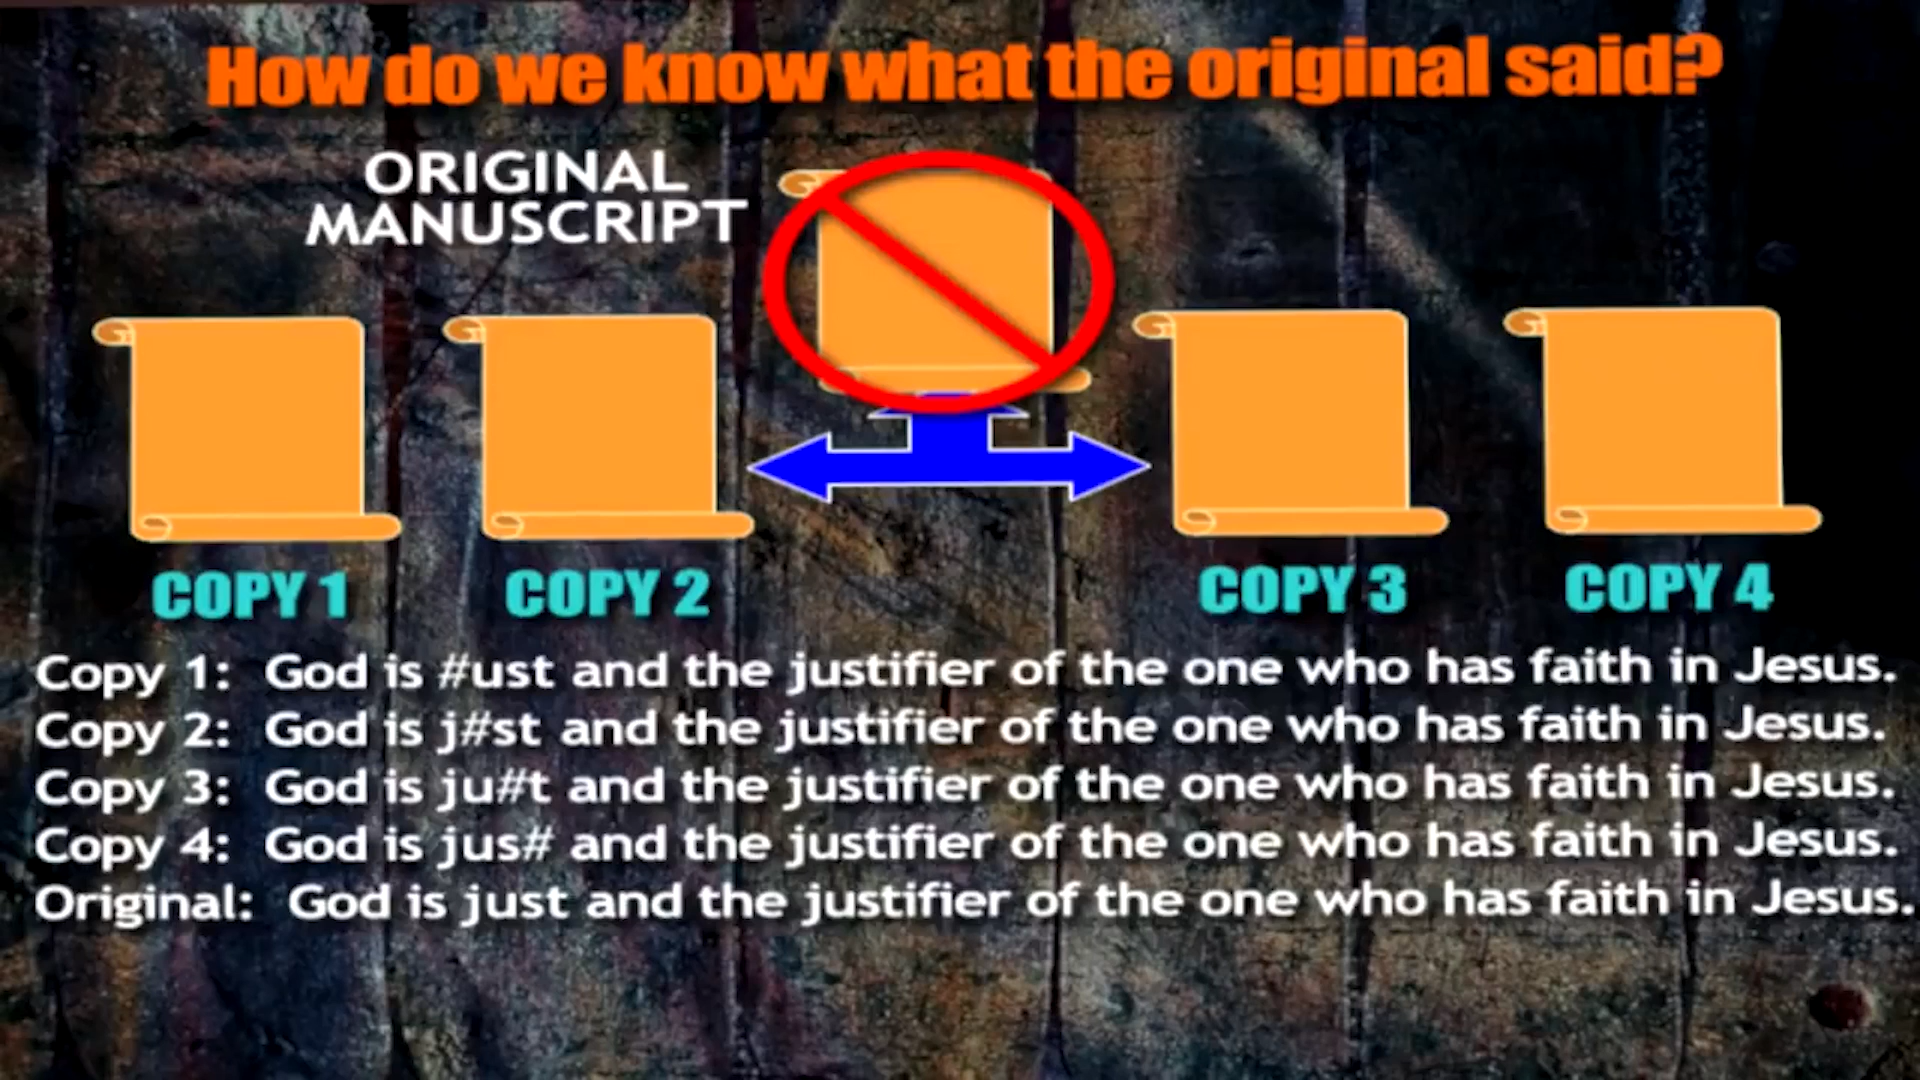 How do we know what the original said?
ORIGINAL
MANUSCRIPT
COPY 1
COPY 2
COPY 3
COPY 4
Copy 1: God is #ust and the justifier of the one who has faith in Jesus.
Copy 2: God is j#st and the justifier of the one who has faith in Jesus.
Copy 3: God is ju#t and the justifier of the one who has faith in Jesus.
Copy 4: God is jus# and the justifier of the one who has faith in Jesus.
Original: God is just and the justifier of the one who has faith in Jesus.